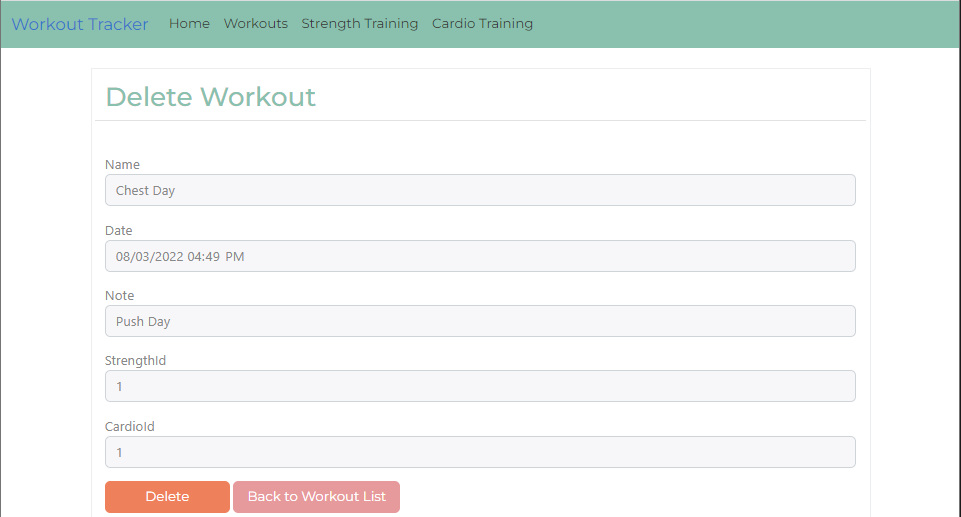 Workout Tracker Home Workouts Strength Training Cardio Training
Delete Workout
Name
Chest Day
Date
08/03/2022 04:49 PM
Note
Push Day
StrengthId
1
CardioId
1
Delete Back to Workout List